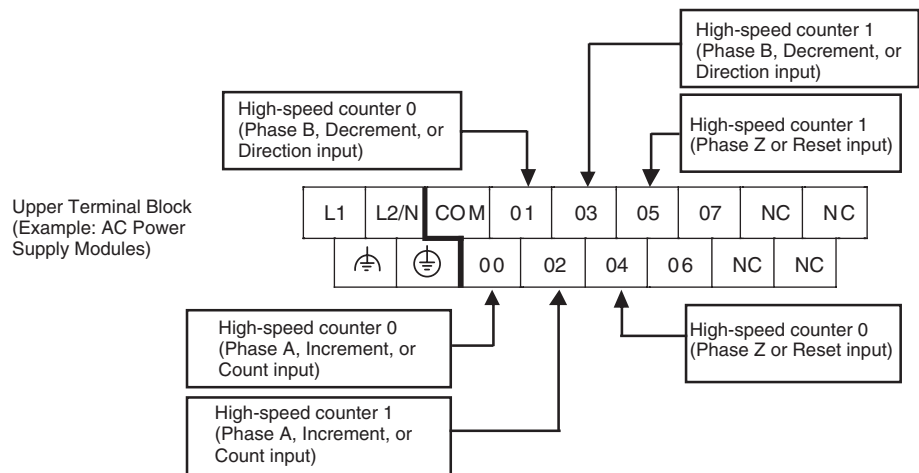 High-speed counter 1
(Phase B, Decrement, or
Direction input)
High-speed counter 0
(Phase B, Decrement, or
Direction input)
High-speed counter 1
(Phase Z or Reset input)
Upper Terminal Block
(Example: AC Power
Supply Modules)
L1 L2/N COM 01 03 05 07 NC NC
00 02 04 06 NC NC
High-speed counter 0
(Phase A, Increment, or
Count input)
High-speed counter 0
(Phase Z or Reset input)
High-speed counter 1
(Phase A, Increment, or
Count input)